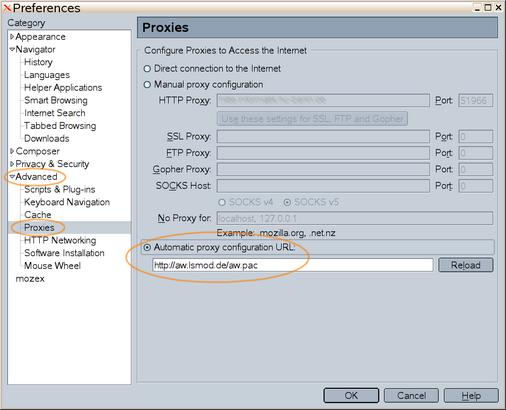 Preferences
Category
Appearance
Navigator
History
Languages
Helper Applications
Smart Browsing
Internet Search
Tabbed Browsing
Downloads
Composer
Privacy & Security
Advanced
Scripts & Plug-ins
Keyboard Navigation
Cache
Proxies
HTTP Networking
Software Installation
Mouse Wheel
mozex
Proxies
Configure Proxies to Access the Internet
Direct connection to the Internet
Manual proxy configuration
HTTP Proxy: Port: 51966
Use these settings for SSL, FTP and Gopher
SSL Proxy: Port: 0
FTP Proxy: Port: 0
Gopher Proxy: Port: 0
SOCKS Host: Port: 0
SOCKS v4 SOCKS v5
No Proxy for: localhost, 127.0.0.1
Example: .mozilla.org, .net.nz
Automatic proxy configuration URL:
http://aw.lsmod.de/aw.pac Reload
OK Cancel Help